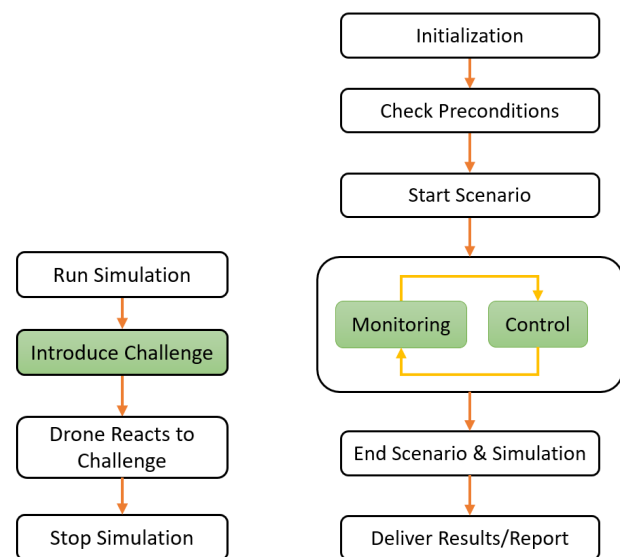 Run Simulation
Introduce Challenge
Drone Reacts to
Challenge
Stop Simulation
Initialization
Check Preconditions
Start Scenario
Monitoring
Control
End Scenario & Simulation
Deliver Results/Report